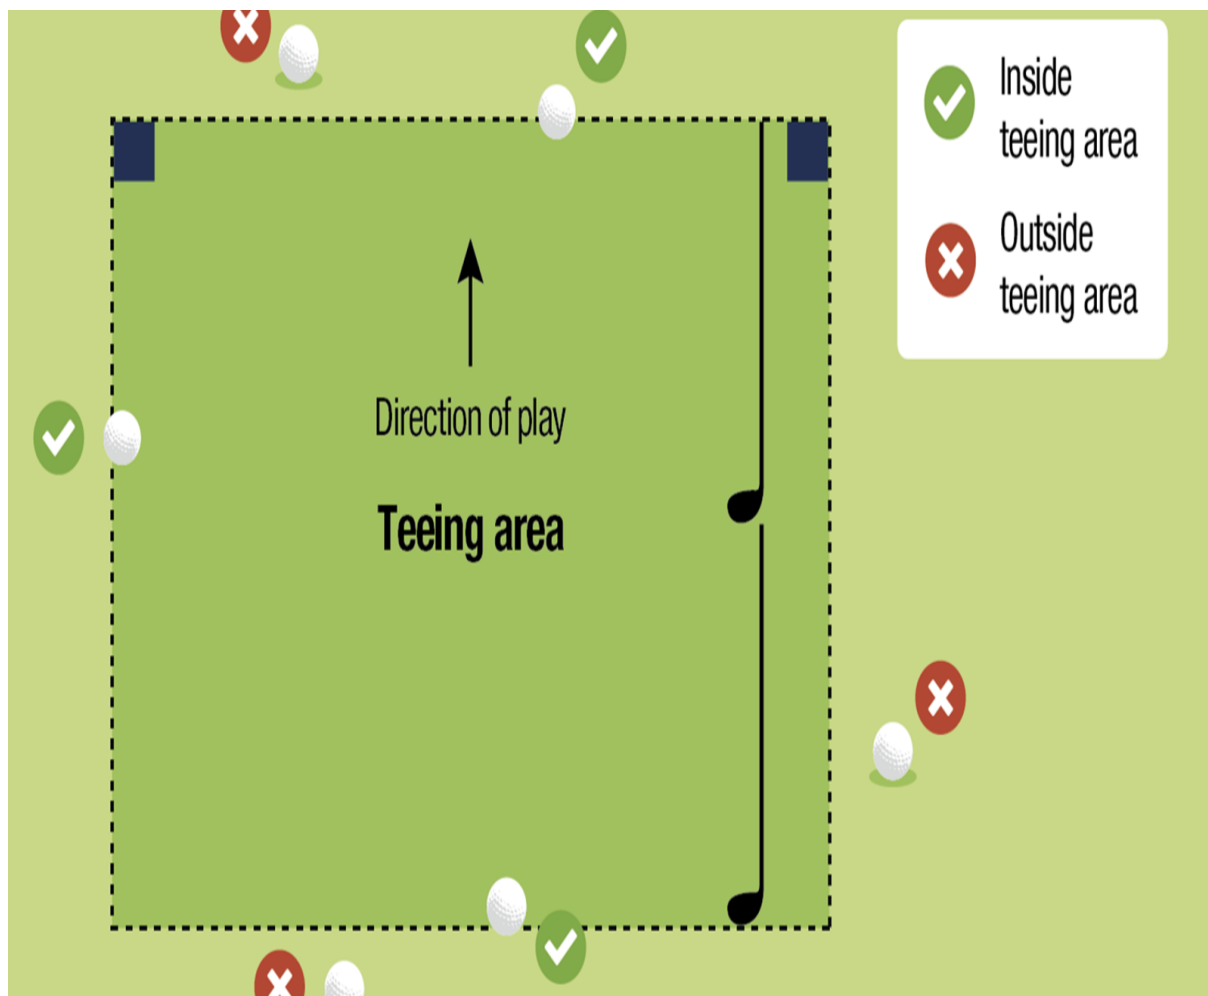 Inside
teeing area
Outside
teeing area
Direction of play
Teeing area